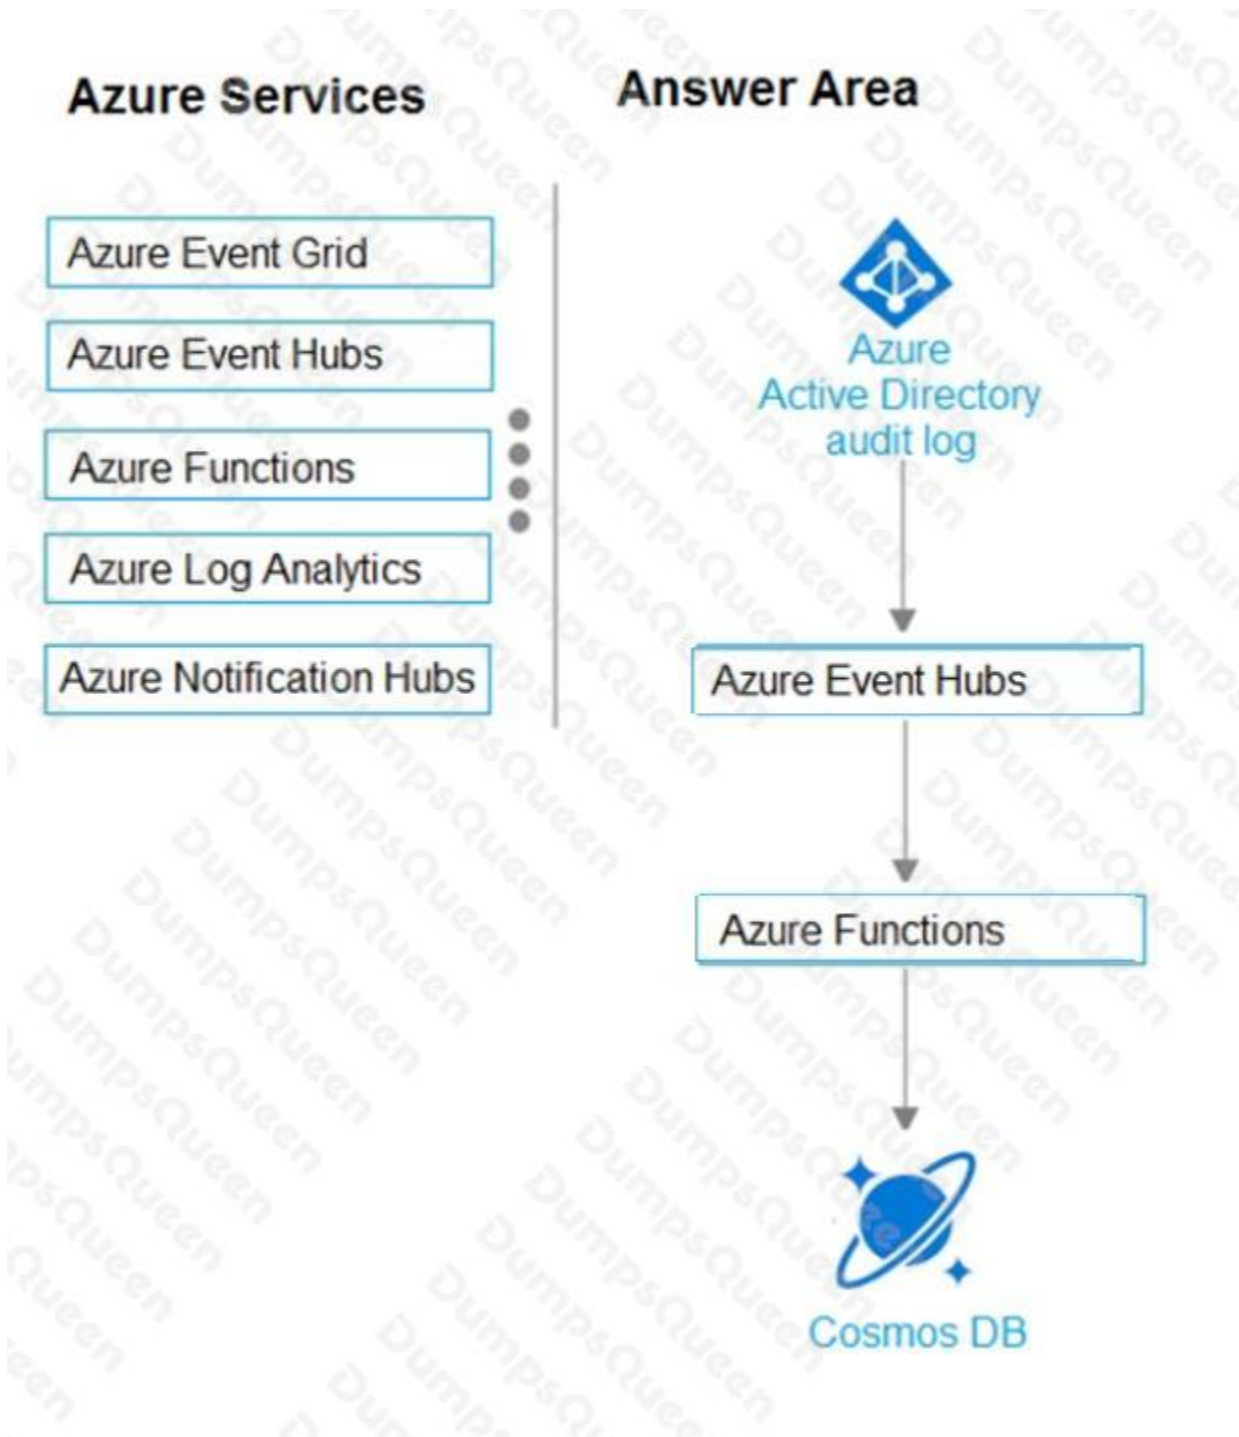 Azure Services
Answer Area
Azure Event Grid
Azure Event Hubs
Azure Functions
Azure Log Analytics
Azure Notification Hubs
Azure
Active Directory
audit log
Azure Event Hubs
Azure Functions
Cosmos DB
DumpsQueen